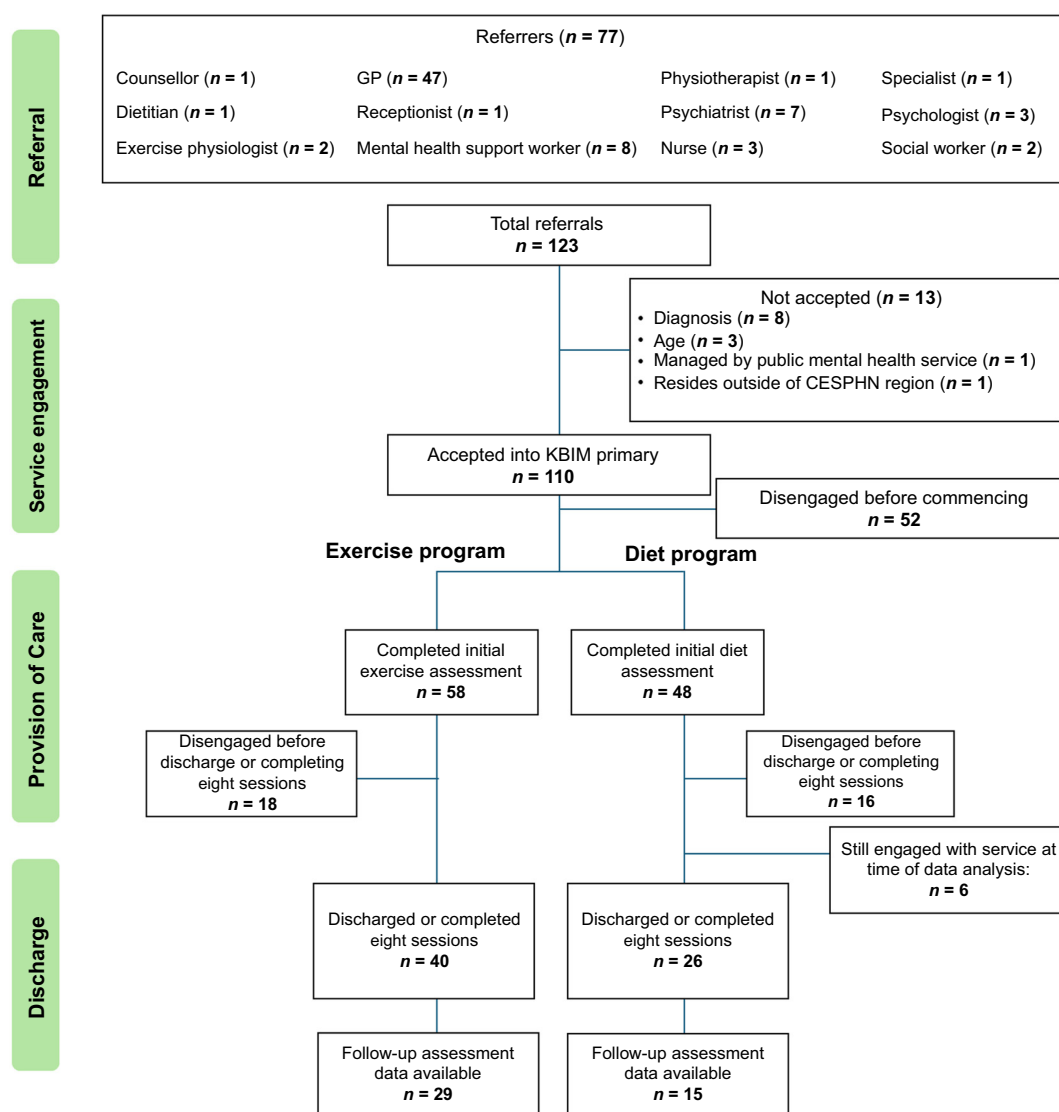 Referral
Referrers (n = 77)
Counsellor (n = 1)
GP (n = 47)
Physiotherapist (n = 1)
Specialist (n = 1)
Dietitian (n = 1)
Receptionist (n = 1)
Psychiatrist (n = 7)
Psychologist (n = 3)
Exercise physiologist (n = 2)
Mental health support worker (n = 8)
Nurse (n = 3)
Social worker (n = 2)
Total referrals
n = 123
Service engagement
Not accepted (n = 13)
• Diagnosis (n = 8)
• Age (n = 3)
• Managed by public mental health service (n = 1)
• Resides outside of CESPHN region (n = 1)
Accepted into KBIM primary
n = 110
Disengaged before commencing
n = 52
Exercise program
Diet program
Provision of Care
Completed initial
exercise assessment
n = 58
Completed initial diet
assessment
n = 48
Disengaged before
discharge or completing
eight sessions
n = 18
Disengaged before
discharge or completing
eight sessions
n = 16
Still engaged with service at
time of data analysis:
n = 6
Discharge
Discharged or completed
eight sessions
n = 40
Discharged or completed
eight sessions
n = 26
Follow-up assessment
data available
n = 29
Follow-up assessment
data available
n = 15